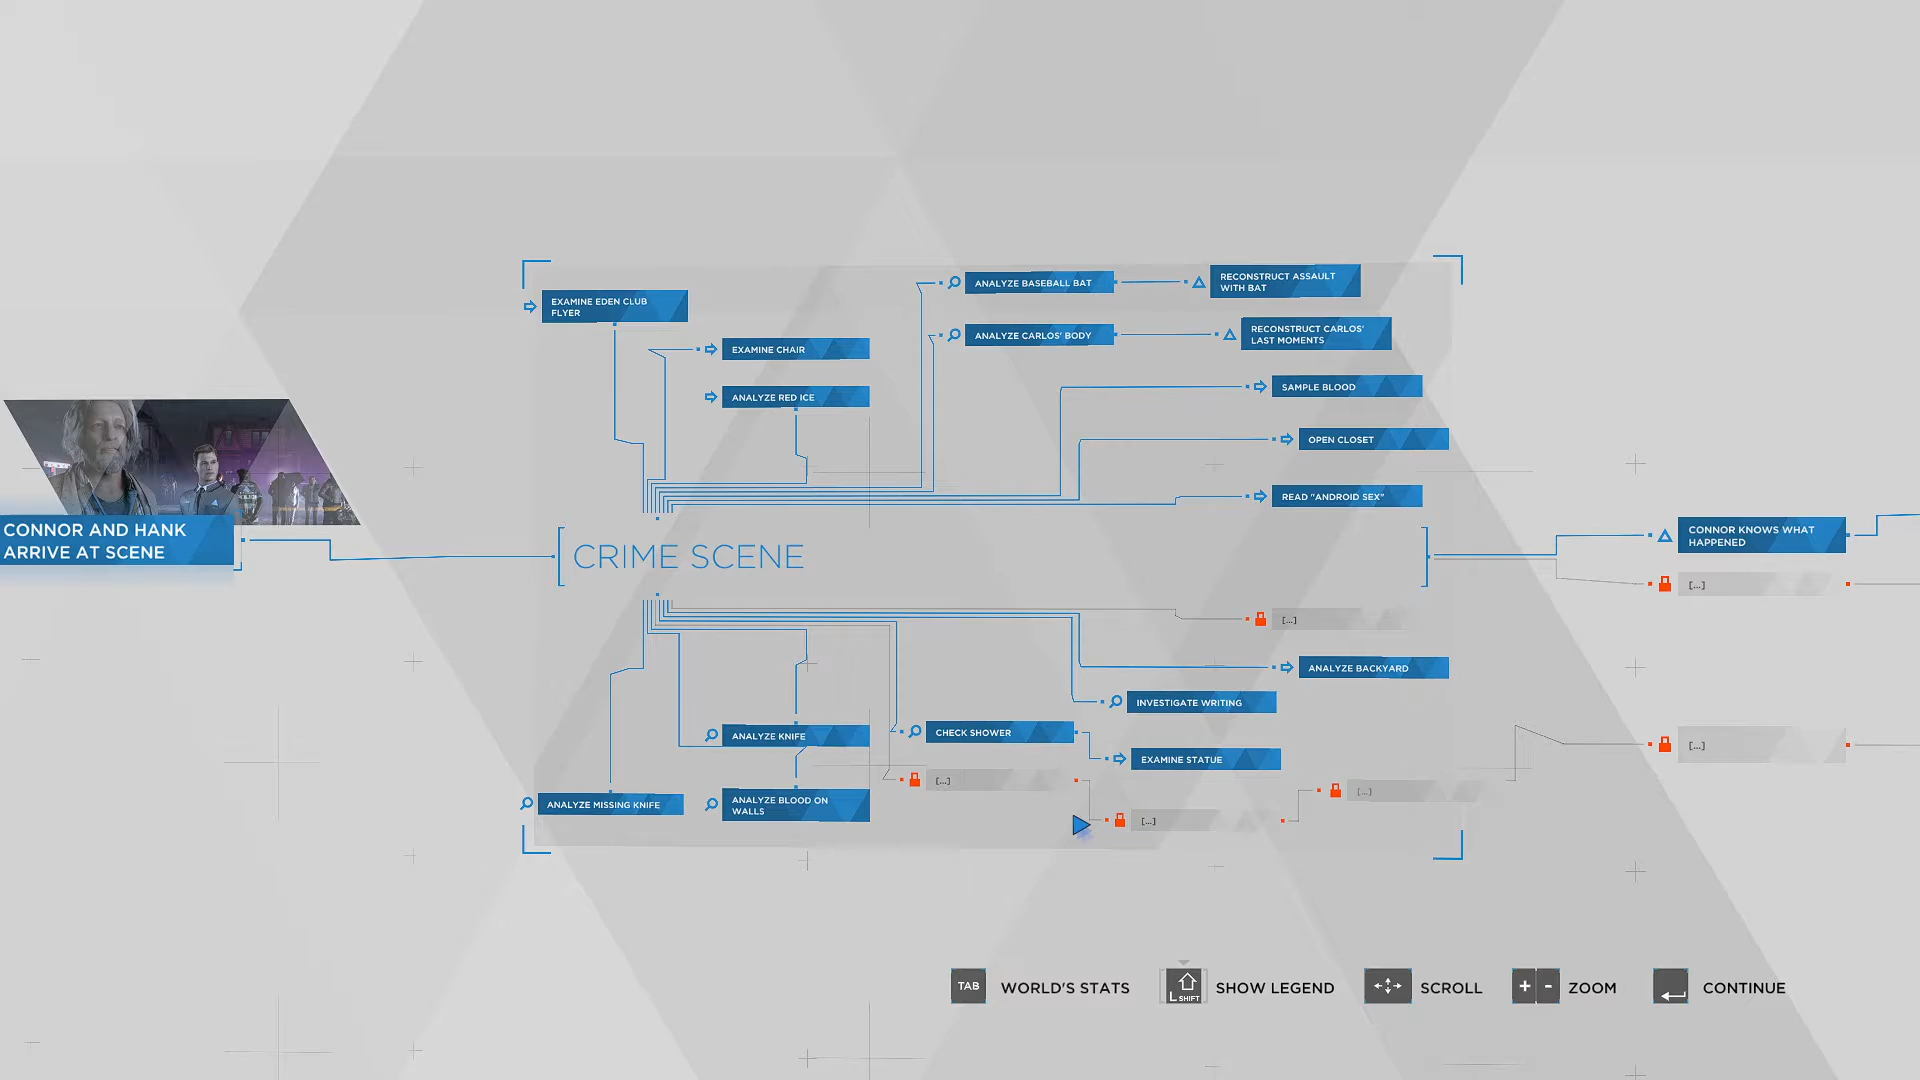 ANALYZE BASEBALL BAT
RECONSTRUCT ASSAULT
WITH BAT
EXAMINE EDEN CLUB
FLYER
ANALYZE CARLOS' BODY
RECONSTRUCT CARLOS'
LAST MOMENTS
EXAMINE CHAIR
SAMPLE BLOOD
ANALYZE RED ICE
OPEN CLOSET
READ "ANDROID SEX"
CONNOR AND HANK
ARRIVE AT SCENE
CRIME SCENE
CONNOR KNOWS WHAT
HAPPENED
[...]
[...]
ANALYZE BACKYARD
INVESTIGATE WRITING
ANALYZE KNIFE
CHECK SHOWER
[...]
EXAMINE STATUE
[...]
[...]
ANALYZE MISSING KNIFE
ANALYZE BLOOD ON
WALLS
[...]
TAB WORLD'S STATS
L SHIFT SHOW LEGEND
SCROLL
+ - ZOOM
CONTINUE